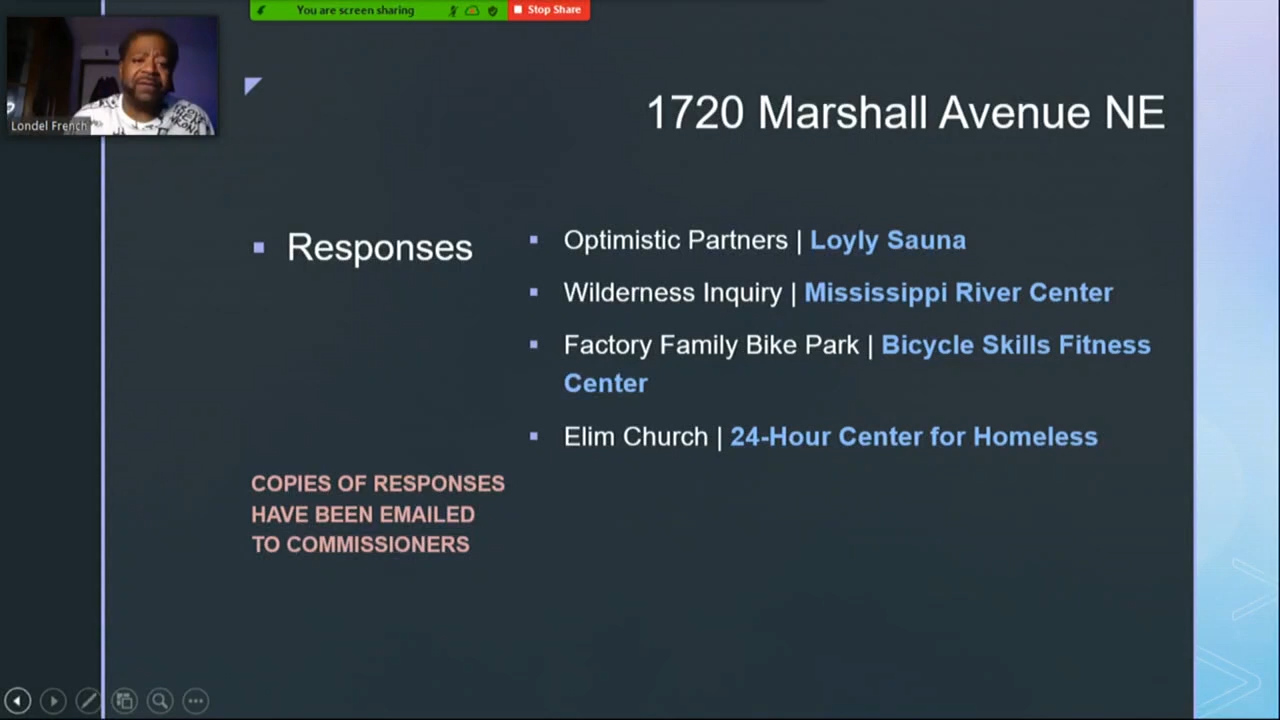 You are screen sharing
Stop Share
Londel French
1720 Marshall Avenue NE
Responses
Optimistic Partners | Loyly Sauna
Wilderness Inquiry | Mississippi River Center
Factory Family Bike Park | Bicycle Skills Fitness
Center
Elim Church | 24-Hour Center for Homeless
COPIES OF RESPONSES
HAVE BEEN EMAILED
TO COMMISSIONERS